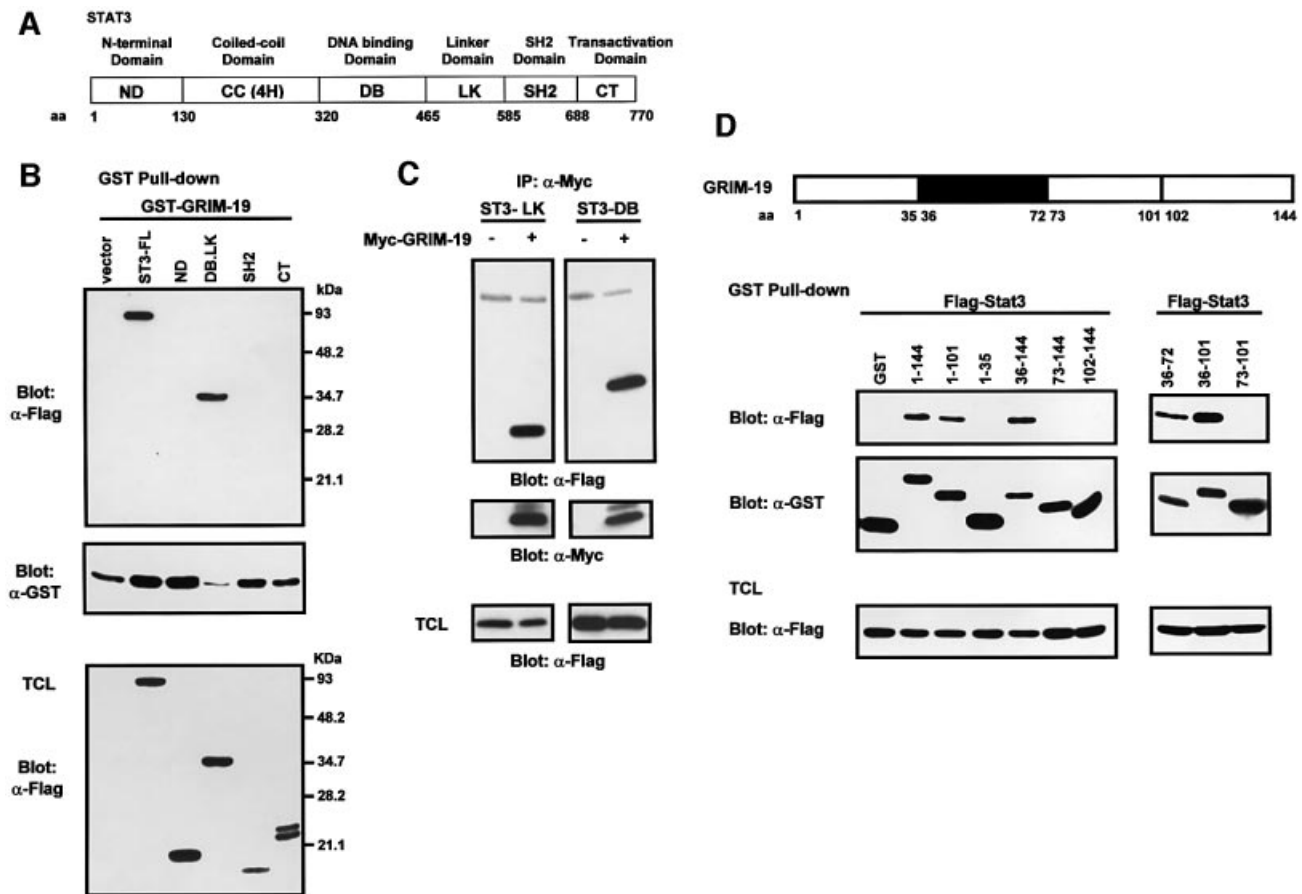 A
STAT3
N-terminal Domain
Coiled-coil Domain
DNA binding Domain
Linker Domain
SH2 Domain
Transactivation Domain
ND CC (4H) DB LK SH2 CT
aa 1 130 320 465 585 688 770
B
GST Pull-down
GST-GRIM-19
vector ST3-FL ND DB.LK SH2 CT
kDa
93
48.2
34.7
28.2
21.1
Blot: α-Flag
Blot: α-GST
TCL
KDa
93
48.2
34.7
28.2
21.1
Blot: α-Flag
C
IP: α-Myc
ST3- LK ST3-DB
Myc-GRIM-19 - + - +
Blot: α-Flag
Blot: α-Myc
TCL
Blot: α-Flag
D
GRIM-19
aa 1 35 36 72 73 101 102 144
GST Pull-down
Flag-Stat3 Flag-Stat3
GST 1-144 1-101 1-35 36-144 73-144 102-144 36-72 36-101 73-101
Blot: α-Flag
Blot: α-GST
TCL
Blot: α-Flag